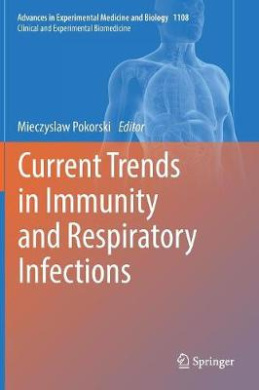 Advances in Experimental Medicine and Biology 1108
Clinical and Experimental Biomedicine
Mieczyslaw Pokorski Editor
Current Trends
in Immunity
and Respiratory
Infections
Springer